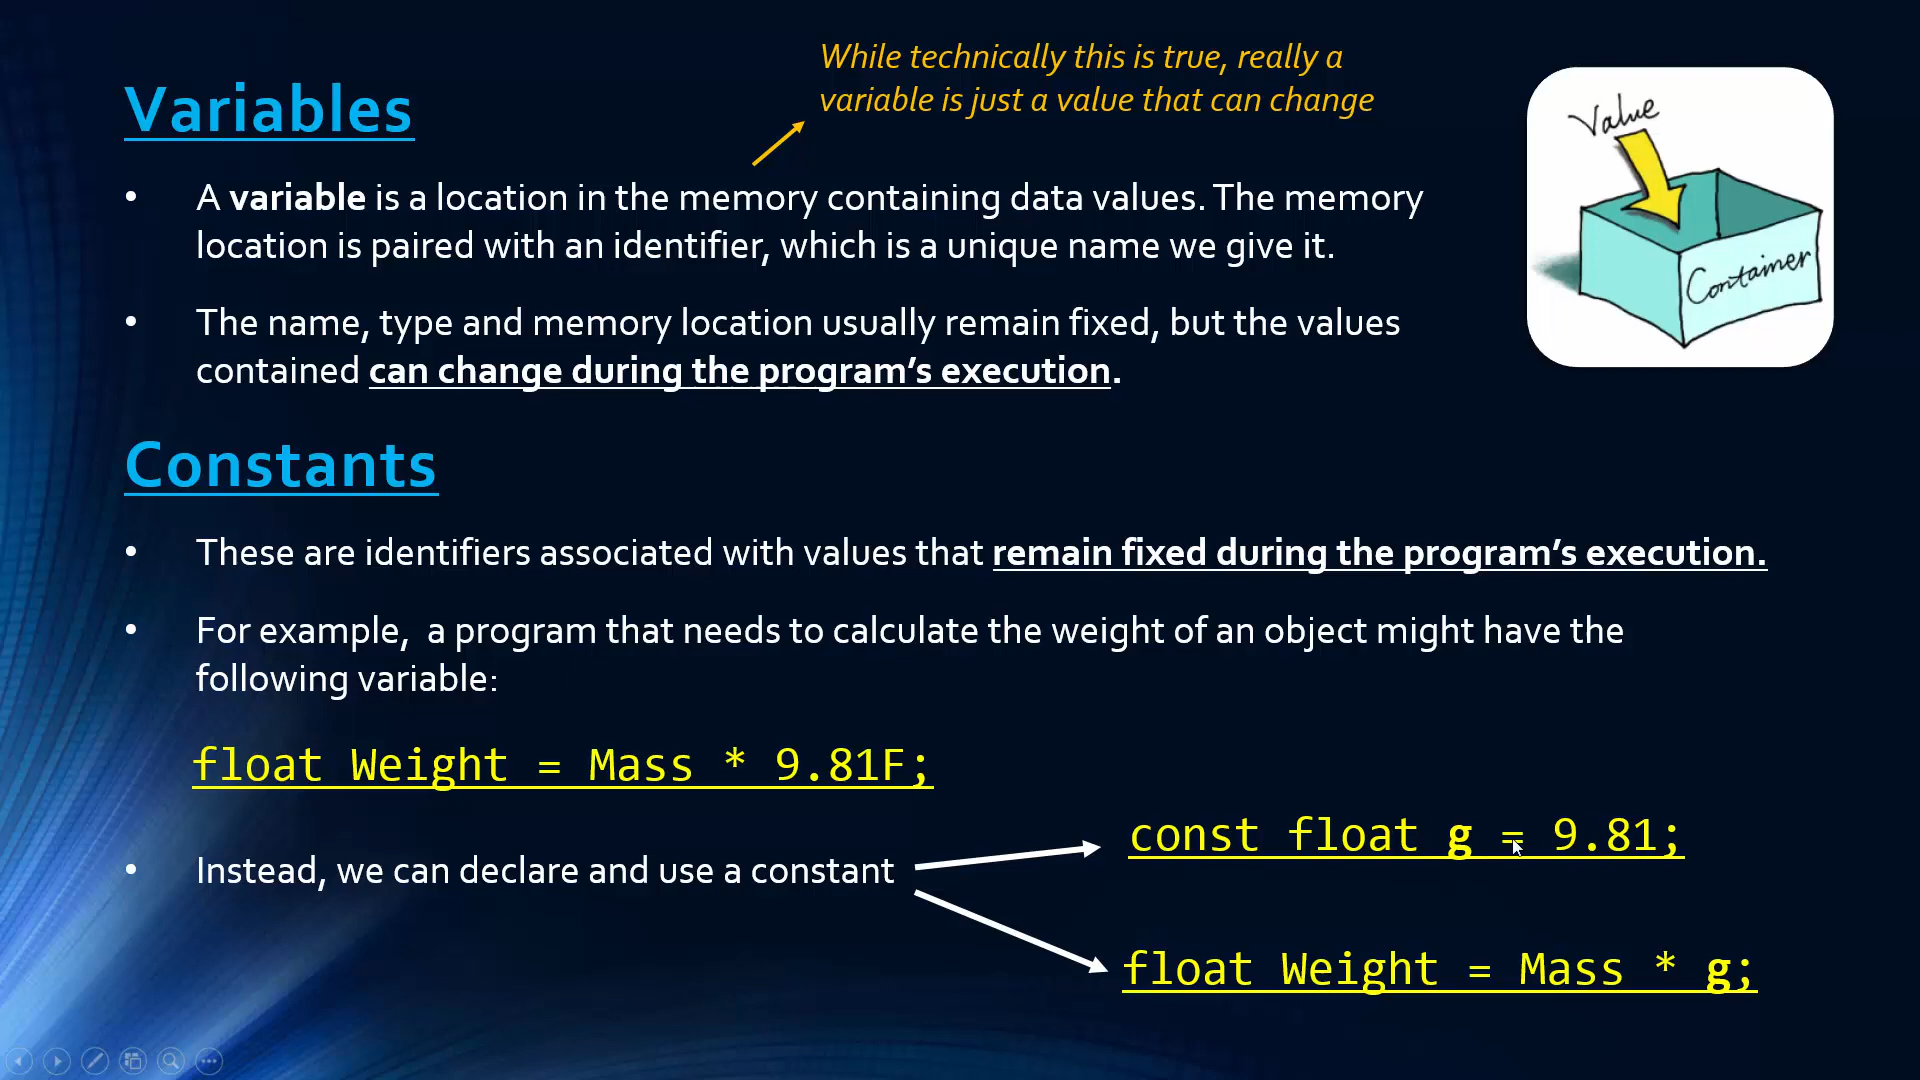 While technically this is true, really a
variable is just a value that can change
Variables
Value
Container
• A variable is a location in the memory containing data values. The memory
location is paired with an identifier, which is a unique name we give it.
• The name, type and memory location usually remain fixed, but the values
contained can change during the program’s execution.
Constants
• These are identifiers associated with values that remain fixed during the program’s execution.
• For example,  a program that needs to calculate the weight of an object might have the
following variable:
float Weight = Mass * 9.81F;
• Instead, we can declare and use a constant
const float g = 9.81;
float Weight = Mass * g;